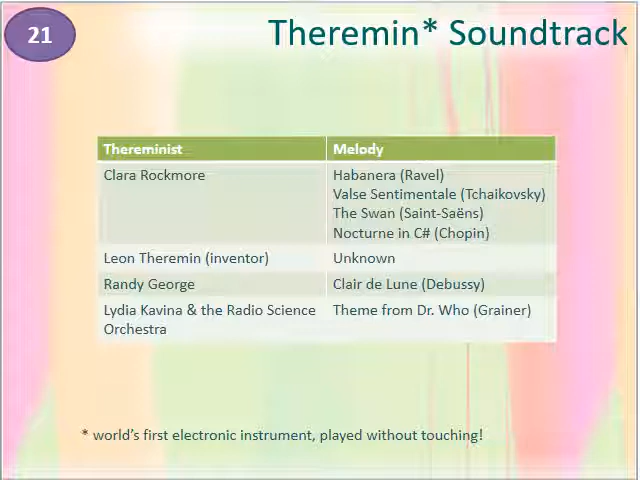 21
Theremin* Soundtrack
Thereminist Melody
Clara Rockmore Habanera (Ravel)
Valse Sentimentale (Tchaikovsky)
The Swan (Saint-Saëns)
Nocturne in C# (Chopin)
Leon Theremin (inventor) Unknown
Randy George Clair de Lune (Debussy)
Lydia Kavina & the Radio Science Theme from Dr. Who (Grainer)
Orchestra
* world's first electronic instrument, played without touching!